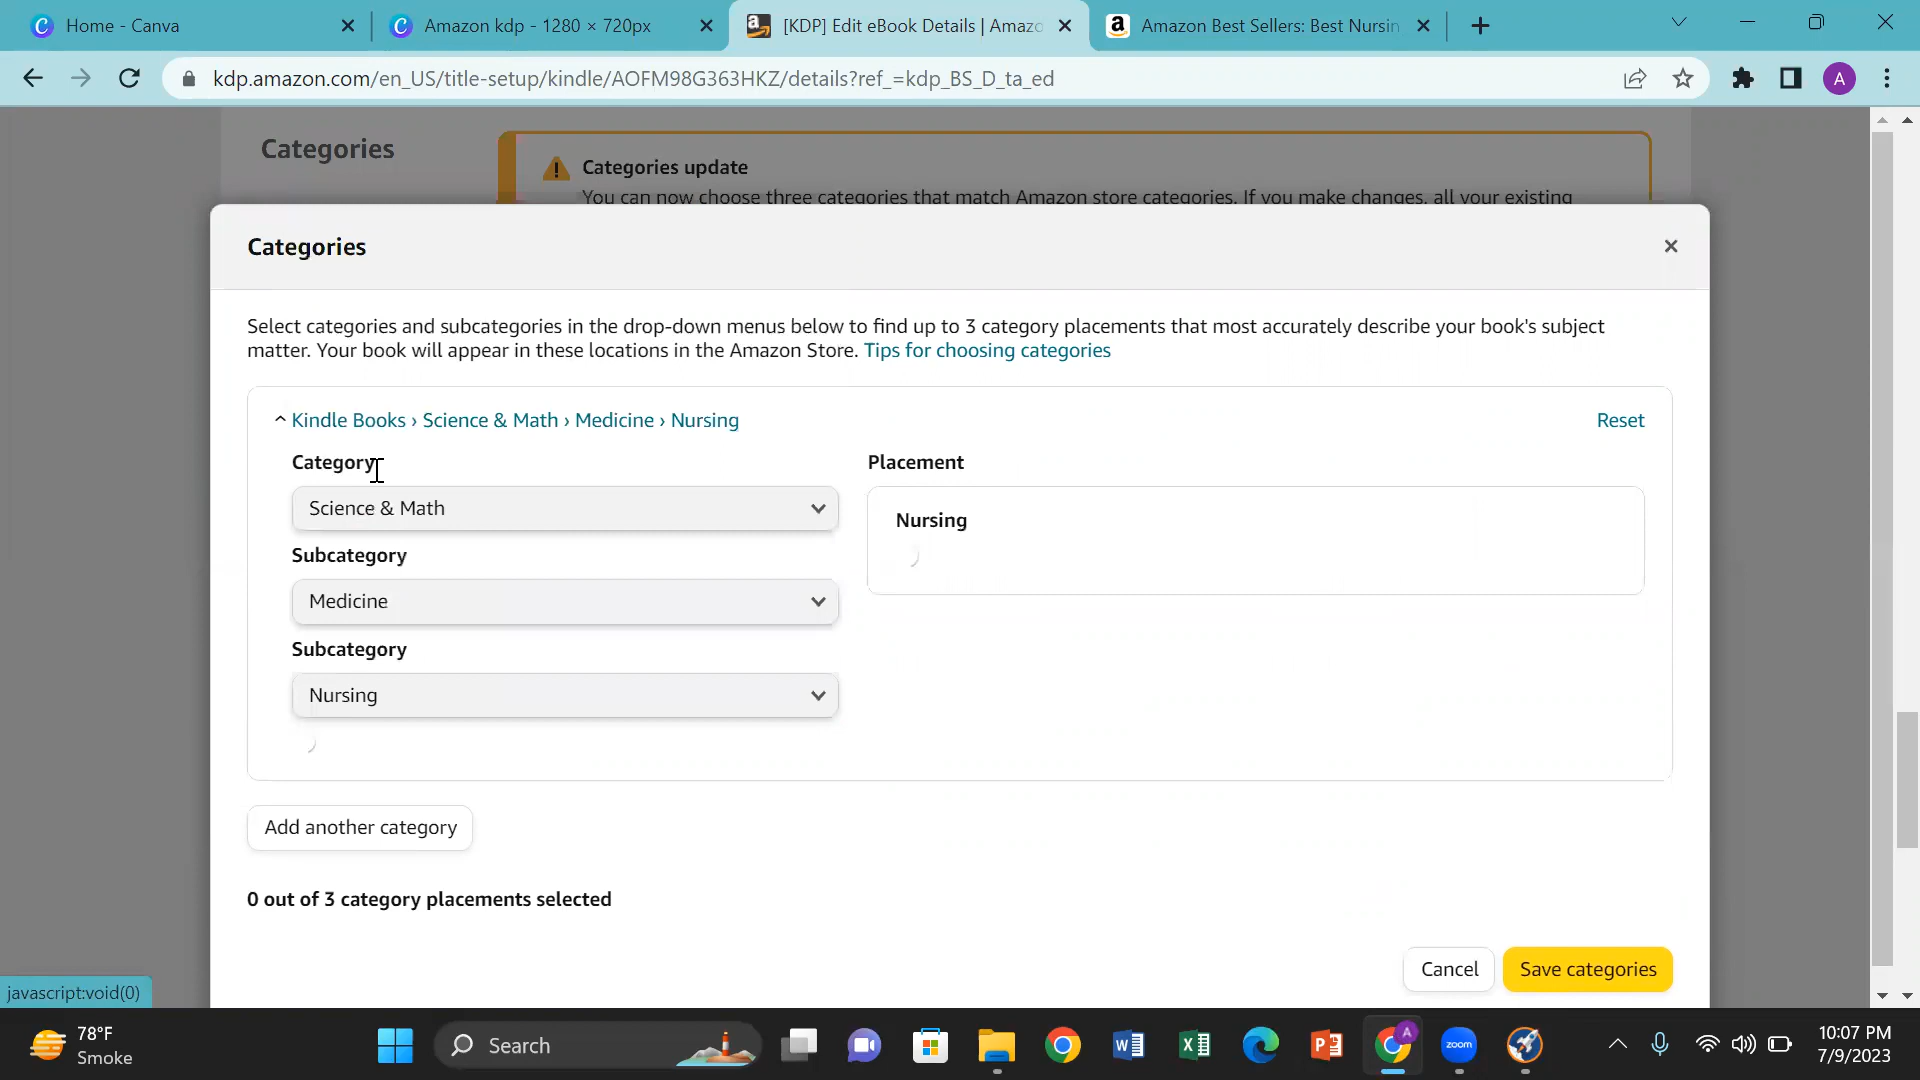 Home - Canva
Amazon kdp - 1280 × 720px
[KDP] Edit eBook Details | Amazo
Amazon Best Sellers: Best Nursin
kdp.amazon.com/en_US/title-setup/kindle/AOFM98G363HKZ/details?ref_=kdp_BS_D_ta_ed
A
Categories
Categories update
You can now choose three categories that match Amazon store categories. If you make changes, all your existing
Categories
Select categories and subcategories in the drop-down menus below to find up to 3 category placements that most accurately describe your book's subject
matter. Your book will appear in these locations in the Amazon Store. Tips for choosing categories
Kindle Books › Science & Math › Medicine › Nursing
Reset
Category
Placement
Science & Math
Nursing
Subcategory
Medicine
Subcategory
Nursing
Add another category
0 out of 3 category placements selected
Cancel
Save categories
javascript:void(0)
78°F
Smoke
Search
A
zoom
10:07 PM
7/9/2023